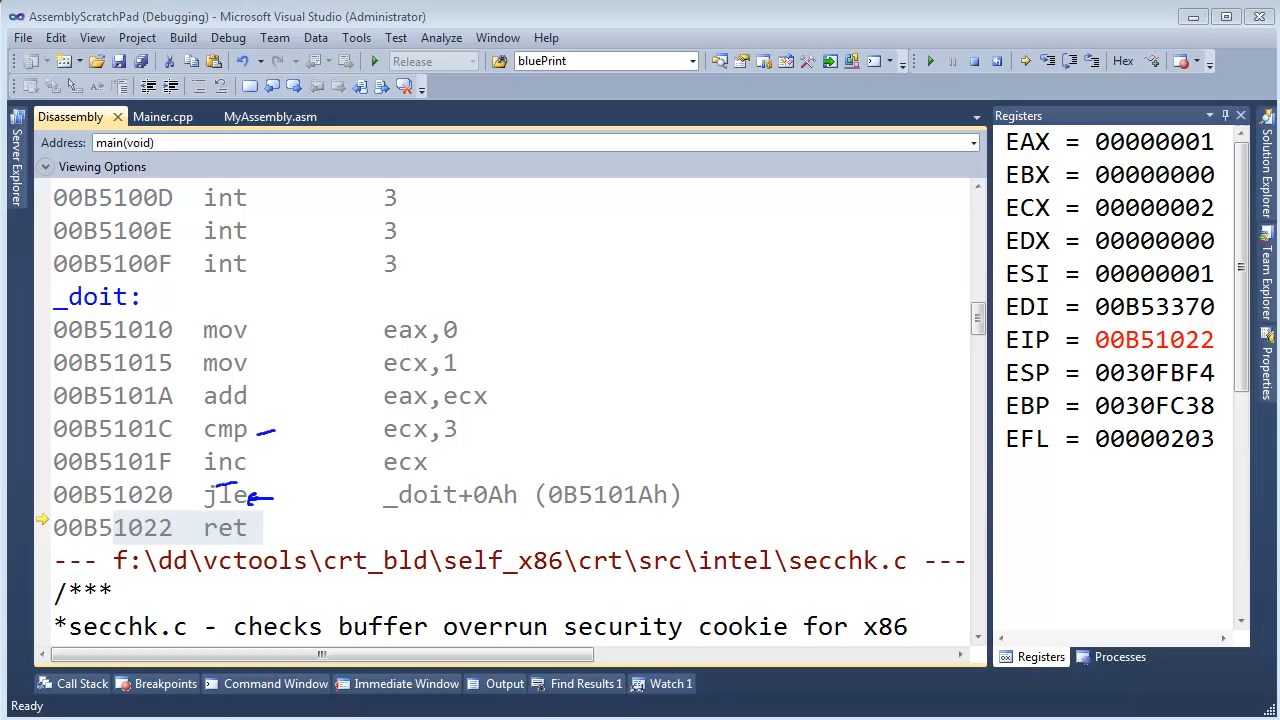 AssemblyScratchPad (Debugging) - Microsoft Visual Studio (Administrator)
File Edit View Project Build Debug Team Data Tools Test Analyze Window Help
Release bluePrint Hex
Disassembly Mainer.cpp MyAssembly.asm
Address: main(void)
Viewing Options
00B5100D int 3
00B5100E int 3
00B5100F int 3
_doit:
00B51010 mov eax,0
00B51015 mov ecx,1
00B5101A add eax,ecx
00B5101C cmp ecx,3
00B5101F inc ecx
00B51020 jle _doit+0Ah (0B5101Ah)
00B51022 ret
--- f:\dd\vctools\crt_bld\self_x86\crt\src\intel\secchk.c ---
/***
*secchk.c - checks buffer overrun security cookie for x86
Registers
EAX = 00000001
EBX = 00000000
ECX = 00000002
EDX = 00000000
ESI = 00000001
EDI = 00B53370
EIP = 00B51022
ESP = 0030FBF4
EBP = 0030FC38
EFL = 00000203
Registers Processes
Server Explorer
Solution Explorer
Team Explorer
Properties
Call Stack Breakpoints Command Window Immediate Window Output Find Results 1 Watch 1
Ready